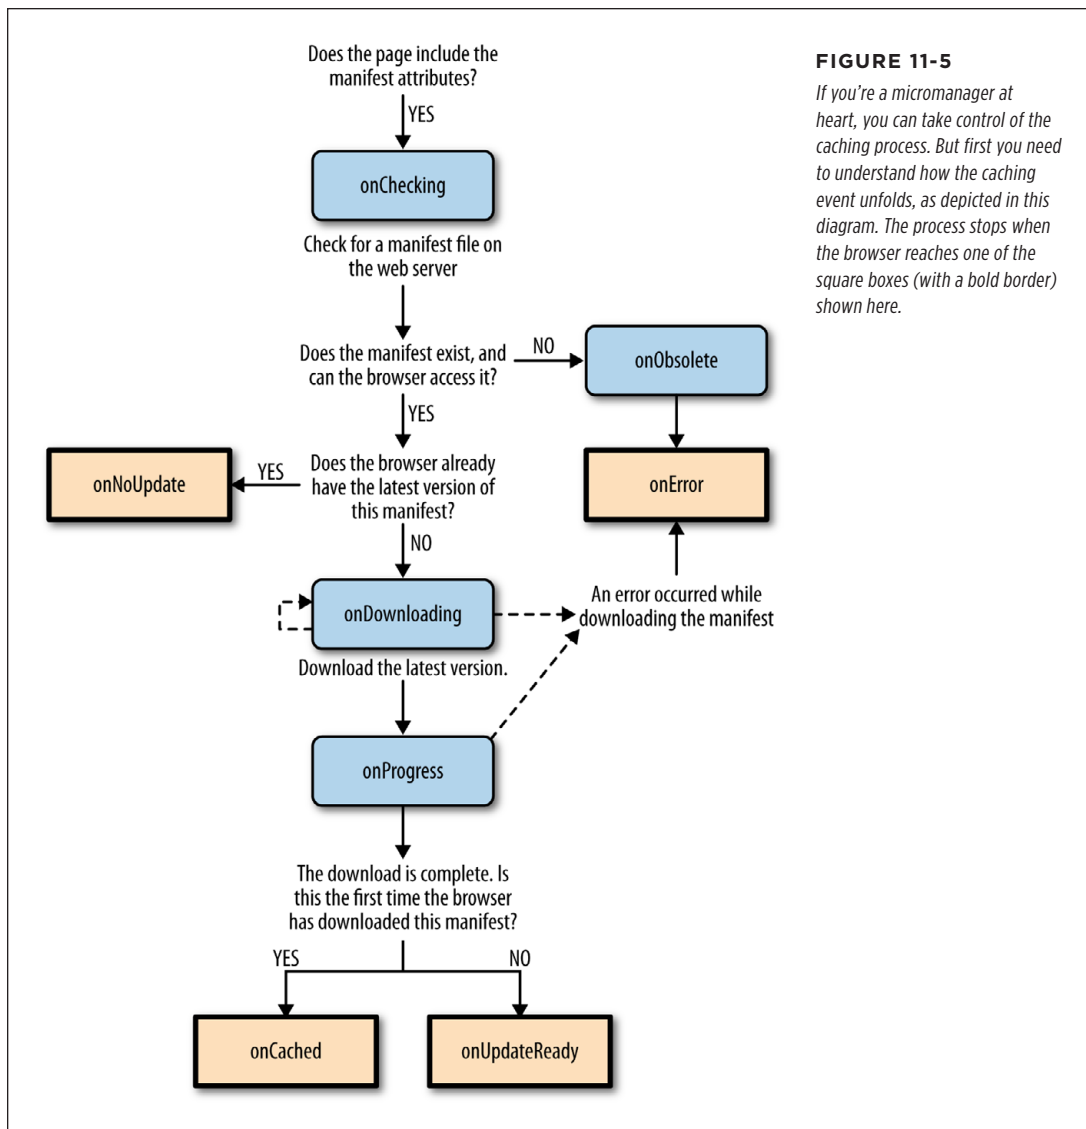 Does the page include the
manifest attributes?
YES
onChecking
Check for a manifest file on
the web server
Does the manifest exist, and
can the browser access it?
NO
onObsolete
YES
onNoUpdate
YES
Does the browser already
have the latest version of
this manifest?
onError
NO
onDownloading
An error occurred while
downloading the manifest
Download the latest version.
onProgress
The download is complete. Is
this the first time the browser
has downloaded this manifest?
YES
NO
onCached
onUpdateReady
FIGURE 11-5
If you’re a micromanager at
heart, you can take control of the
caching process. But first you need
to understand how the caching
event unfolds, as depicted in this
diagram. The process stops when
the browser reaches one of the
square boxes (with a bold border)
shown here.